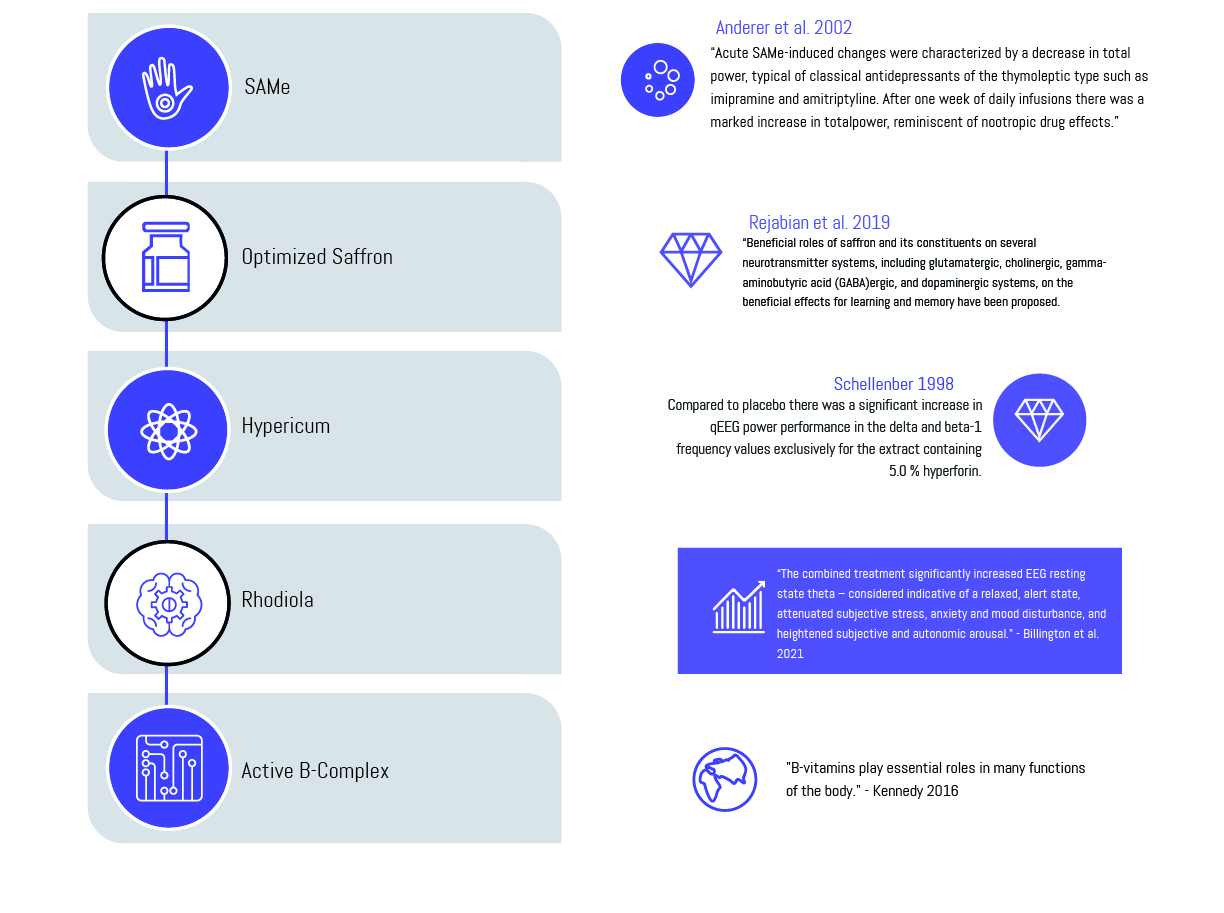 SAMe
Anderer et al. 2002
“Acute SAMe-induced changes were characterized by a decrease in total
power, typical of classical antidepressants of the thymoleptic type such as
imipramine and amitriptyline. After one week of daily infusions there was a
marked increase in totalpower, reminiscent of nootropic drug effects.”
Optimized Saffron
Rejabian et al. 2019
“Beneficial roles of saffron and its constituents on several
neurotransmitter systems, including glutamatergic, cholinergic, gamma-
aminobutyric acid (GABA)ergic, and dopaminergic systems, on the
beneficial effects for learning and memory have been proposed.
Hypericum
Schellenber 1998
Compared to placebo there was a significant increase in
qEEG power performance in the delta and beta-1
frequency values exclusively for the extract containing
5.0 % hyperforin.
Rhodiola
“The combined treatment significantly increased EEG resting
state theta – considered indicative of a relaxed, alert state,
attenuated subjective stress, anxiety and mood disturbance, and
heightened subjective and autonomic arousal.” - Billington et al.
2021
Active B-Complex
"B-vitamins play essential roles in many functions
of the body.” - Kennedy 2016